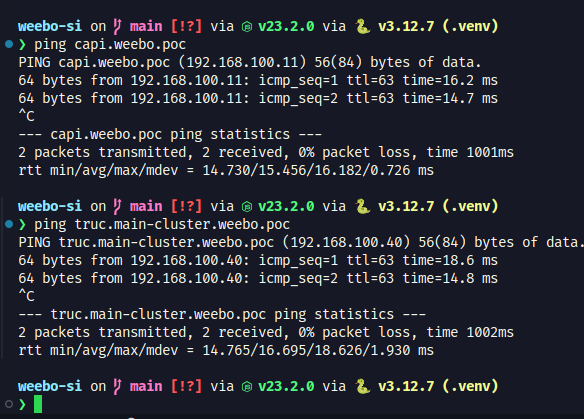 weebo-si on main [!?] via v23.2.0 via v3.12.7 (.venv)
❯ ping capi.weebo.poc
PING capi.weebo.poc (192.168.100.11) 56(84) bytes of data.
64 bytes from 192.168.100.11: icmp_seq=1 ttl=63 time=16.2 ms
64 bytes from 192.168.100.11: icmp_seq=2 ttl=63 time=14.7 ms
^C
--- capi.weebo.poc ping statistics ---
2 packets transmitted, 2 received, 0% packet loss, time 1001ms
rtt min/avg/max/mdev = 14.730/15.456/16.182/0.726 ms
weebo-si on main [!?] via v23.2.0 via v3.12.7 (.venv)
❯ ping truc.main-cluster.weebo.poc
PING truc.main-cluster.weebo.poc (192.168.100.40) 56(84) bytes of data.
64 bytes from 192.168.100.40: icmp_seq=1 ttl=63 time=18.6 ms
64 bytes from 192.168.100.40: icmp_seq=2 ttl=63 time=14.8 ms
^C
--- truc.main-cluster.weebo.poc ping statistics ---
2 packets transmitted, 2 received, 0% packet loss, time 1002ms
rtt min/avg/max/mdev = 14.765/16.695/18.626/1.930 ms
weebo-si on main [!?] via v23.2.0 via v3.12.7 (.venv)
❯